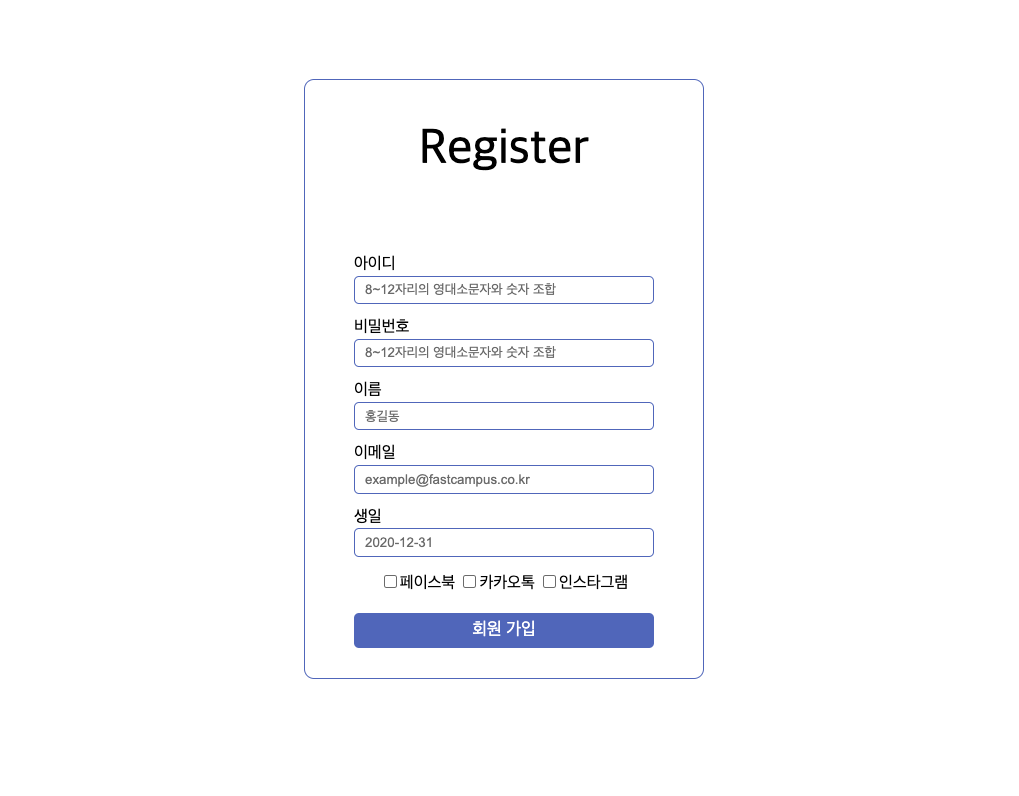 Register
아이디
8~12자리의 영대소문자와 숫자 조합
비밀번호
8~12자리의 영대소문자와 숫자 조합
이름
홍길동
이메일
example@fastcampus.co.kr
생일
2020-12-31
페이스북 카카오톡 인스타그램
회원 가입